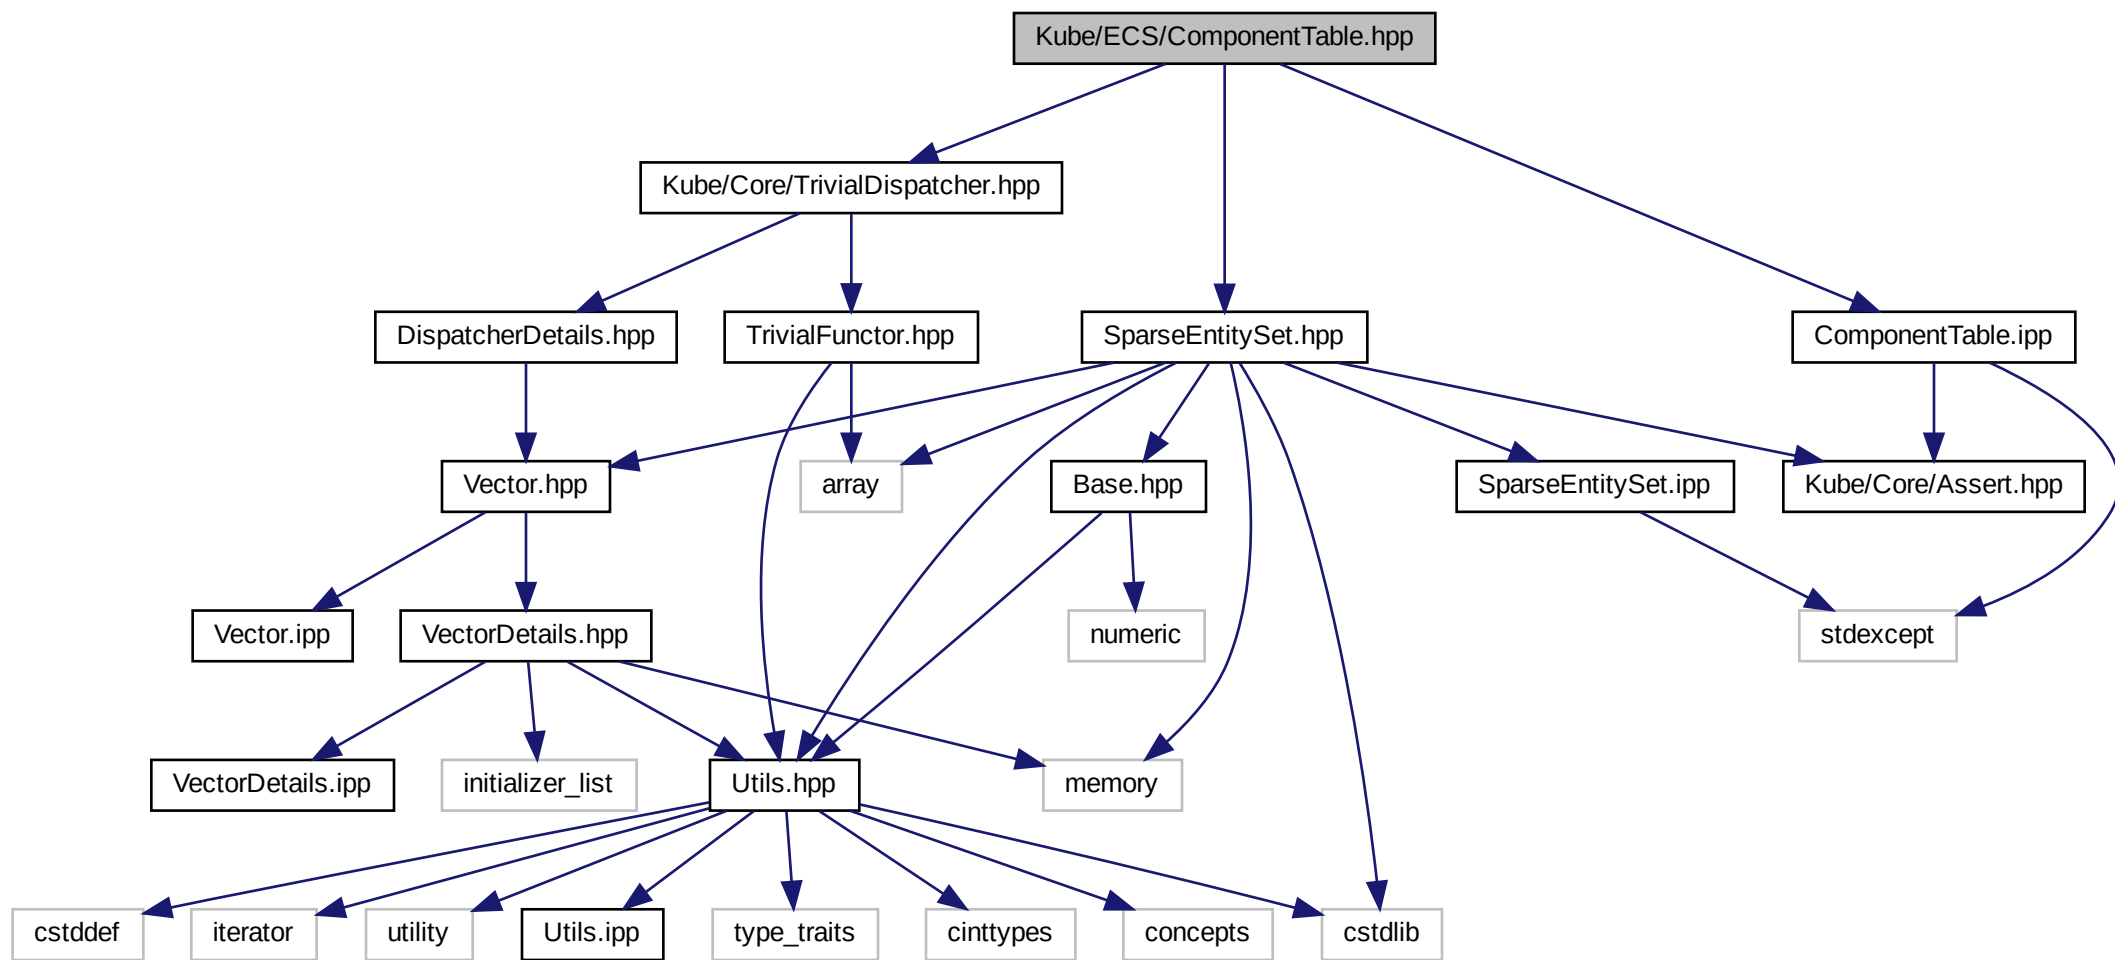 Kube/ECS/ComponentTable.hpp
Kube/Core/TrivialDispatcher.hpp
DispatcherDetails.hpp
TrivialFunctor.hpp
SparseEntitySet.hpp
ComponentTable.ipp
Vector.hpp
array
Base.hpp
SparseEntitySet.ipp
Kube/Core/Assert.hpp
Vector.ipp
VectorDetails.hpp
numeric
stdexcept
VectorDetails.ipp
initializer_list
Utils.hpp
memory
cstddef
iterator
utility
Utils.ipp
type_traits
cinttypes
concepts
cstdlib